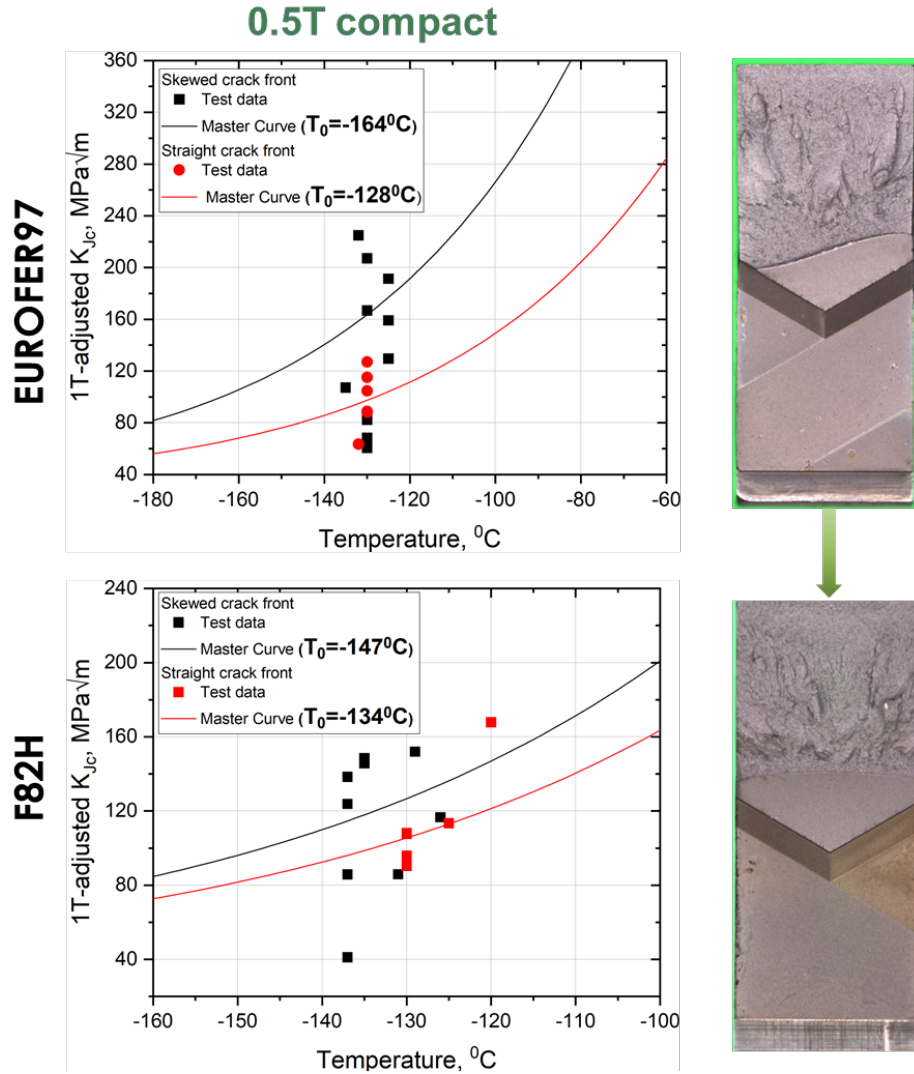 0.5T compact
EUROFER97
1T-adjusted K_Jc, MPa√m
360
320
280
240
200
160
120
80
40
Skewed crack front
Test data
Master Curve (T₀=-164⁰C)
Straight crack front
Test data
Master Curve (T₀=-128⁰C)
-180
-160
-140
-120
-100
-80
-60
Temperature, ⁰C
F82H
1T-adjusted K_Jc, MPa√m
240
200
160
120
80
40
Skewed crack front
Test data
Master Curve (T₀=-147⁰C)
Straight crack front
Test data
Master Curve (T₀=-134⁰C)
-160
-150
-140
-130
-120
-110
-100
Temperature, ⁰C